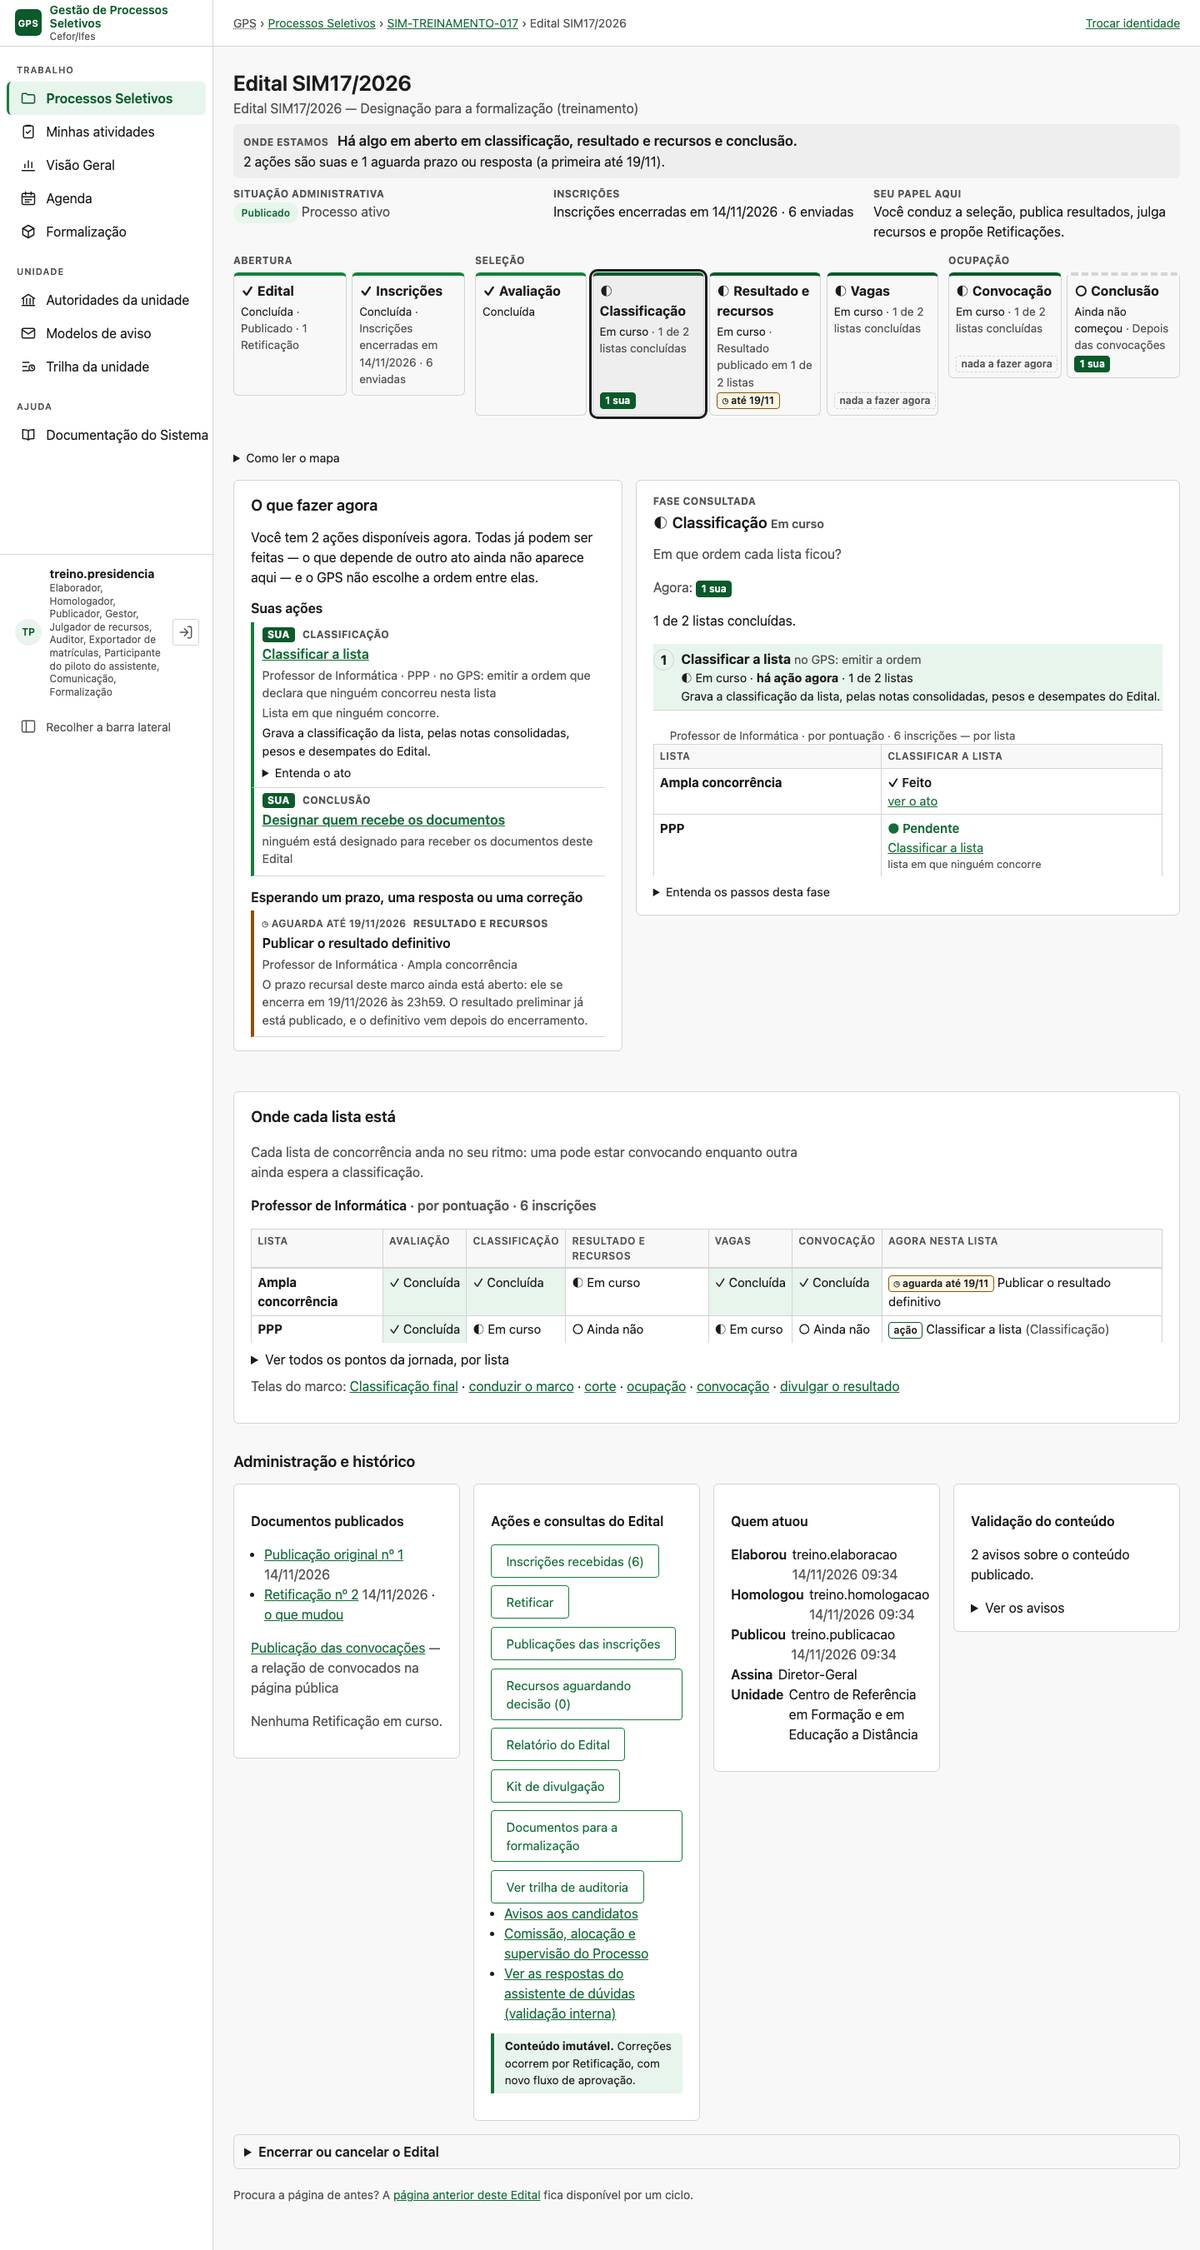 GPS
Gestão de Processos
Seletivos
Cefor/Ifes
GPS › Processos Seletivos › SIM-TREINAMENTO-017 › Edital SIM17/2026
Trocar identidade
TRABALHO
Processos Seletivos
Minhas atividades
Visão Geral
Agenda
Formalização
UNIDADE
Autoridades da unidade
Modelos de aviso
Trilha da unidade
AJUDA
Documentação do Sistema
TP
treino.presidencia
Elaborador,
Homologador,
Publicador, Gestor,
Julgador de recursos,
Auditor, Exportador de
matrículas, Participante
do piloto do assistente,
Comunicação,
Formalização
Recolher a barra lateral
Edital SIM17/2026
Edital SIM17/2026 — Designação para a formalização (treinamento)
ONDE ESTAMOS Há algo em aberto em classificação, resultado e recursos e conclusão.
2 ações são suas e 1 aguarda prazo ou resposta (a primeira até 19/11).
SITUAÇÃO ADMINISTRATIVA
Publicado Processo ativo
INSCRIÇÕES
Inscrições encerradas em 14/11/2026 · 6 enviadas
SEU PAPEL AQUI
Você conduz a seleção, publica resultados, julga
recursos e propõe Retificações.
ABERTURA
✓ Edital
Concluída ·
Publicado · 1
Retificação
✓ Inscrições
Concluída ·
Inscrições
encerradas em
14/11/2026 · 6
enviadas
SELEÇÃO
✓ Avaliação
Concluída
◐
Classificação
Em curso · 1 de 2
listas concluídas
1 sua
◐ Resultado e
recursos
Em curso ·
Resultado
publicado em 1 de
2 listas
◷ até 19/11
◐ Vagas
Em curso · 1 de 2
listas concluídas
nada a fazer agora
OCUPAÇÃO
◐ Convocação
Em curso · 1 de 2
listas concluídas
nada a fazer agora
○ Conclusão
Ainda não
começou · Depois
das convocações
1 sua
▶ Como ler o mapa
O que fazer agora
Você tem 2 ações disponíveis agora. Todas já podem ser
feitas — o que depende de outro ato ainda não aparece
aqui — e o GPS não escolhe a ordem entre elas.
Suas ações
SUA CLASSIFICAÇÃO
Classificar a lista
Professor de Informática · PPP · no GPS: emitir a ordem que
declara que ninguém concorreu nesta lista
Lista em que ninguém concorre.
Grava a classificação da lista, pelas notas consolidadas,
pesos e desempates do Edital.
▶ Entenda o ato
SUA CONCLUSÃO
Designar quem recebe os documentos
ninguém está designado para receber os documentos deste
Edital
Esperando um prazo, uma resposta ou uma correção
◷ AGUARDA ATÉ 19/11/2026 RESULTADO E RECURSOS
Publicar o resultado definitivo
Professor de Informática · Ampla concorrência
O prazo recursal deste marco ainda está aberto: ele se
encerra em 19/11/2026 às 23h59. O resultado preliminar já
está publicado, e o definitivo vem depois do encerramento.
FASE CONSULTADA
◐ Classificação Em curso
Em que ordem cada lista ficou?
Agora: 1 sua
1 de 2 listas concluídas.
1 Classificar a lista no GPS: emitir a ordem
◐ Em curso · há ação agora · 1 de 2 listas
Grava a classificação da lista, pelas notas consolidadas, pesos e desempates do Edital.
Professor de Informática · por pontuação · 6 inscrições — por lista
LISTA CLASSIFICAR A LISTA
Ampla concorrência ✓ Feito
ver o ato
PPP ● Pendente
Classificar a lista
lista em que ninguém concorre
▶ Entenda os passos desta fase
Onde cada lista está
Cada lista de concorrência anda no seu ritmo: uma pode estar convocando enquanto outra
ainda espera a classificação.
Professor de Informática · por pontuação · 6 inscrições
LISTA AVALIAÇÃO CLASSIFICAÇÃO RESULTADO E RECURSOS VAGAS CONVOCAÇÃO AGORA NESTA LISTA
Ampla concorrência ✓ Concluída ✓ Concluída ◐ Em curso ✓ Concluída ✓ Concluída ◷ aguarda até 19/11 Publicar o resultado definitivo
PPP ✓ Concluída ◐ Em curso ○ Ainda não ◐ Em curso ○ Ainda não ação Classificar a lista (Classificação)
▶ Ver todos os pontos da jornada, por lista
Telas do marco: Classificação final · conduzir o marco · corte · ocupação · convocação · divulgar o resultado
Administração e histórico
Documentos publicados
• Publicação original nº 1
14/11/2026
• Retificação nº 2 14/11/2026 ·
o que mudou
Publicação das convocações —
a relação de convocados na
página pública
Nenhuma Retificação em curso.
Ações e consultas do Edital
Inscrições recebidas (6)
Retificar
Publicações das inscrições
Recursos aguardando
decisão (0)
Relatório do Edital
Kit de divulgação
Documentos para a
formalização
Ver trilha de auditoria
• Avisos aos candidatos
• Comissão, alocação e
supervisão do Processo
• Ver as respostas do
assistente de dúvidas
(validação interna)
Conteúdo imutável. Correções
ocorrem por Retificação, com
novo fluxo de aprovação.
Quem atuou
Elaborou treino.elaboracao
14/11/2026 09:34
Homologou treino.homologacao
14/11/2026 09:34
Publicou treino.publicacao
14/11/2026 09:34
Assina Diretor-Geral
Unidade Centro de Referência
em Formação e em
Educação a Distância
Validação do conteúdo
2 avisos sobre o conteúdo
publicado.
▶ Ver os avisos
▶ Encerrar ou cancelar o Edital
Procura a página de antes? A página anterior deste Edital fica disponível por um ciclo.